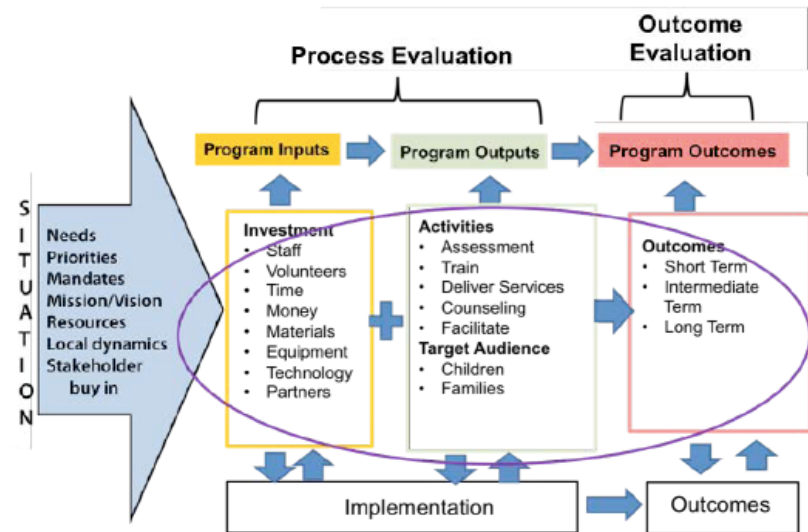 Process Evaluation
Outcome
Evaluation
Program Inputs
Program Outputs
Program Outcomes
SITUATION
Needs
Priorities
Mandates
Mission/Vision
Resources
Local dynamics
Stakeholder
buy in
Investment
• Staff
• Volunteers
• Time
• Money
• Materials
• Equipment
• Technology
• Partners
Activities
• Assessment
• Train
• Deliver Services
• Counseling
• Facilitate
Target Audience
• Children
• Families
Outcomes
• Short Term
• Intermediate
Term
• Long Term
Implementation
Outcomes